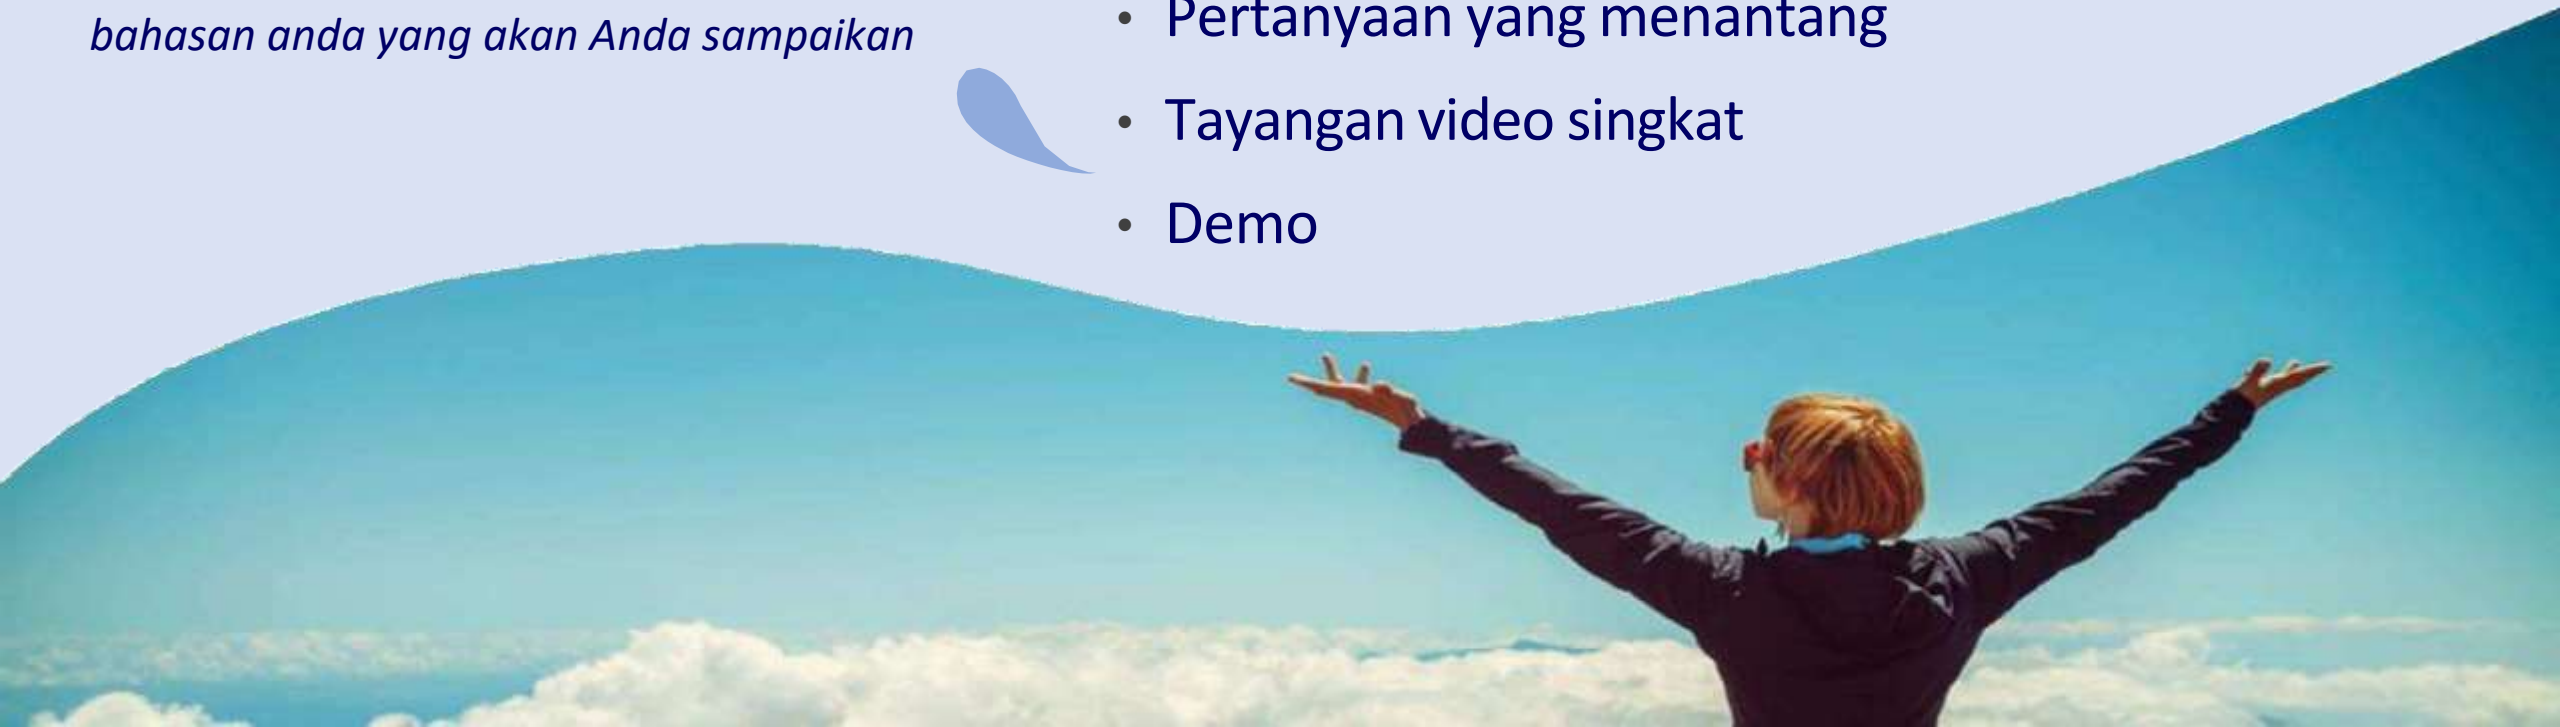 bahasan anda yang akan Anda sampaikan
• Pertanyaan yang menantang
• Tayangan video singkat
• Demo